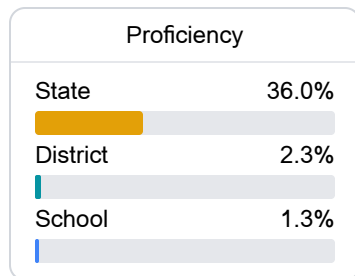 Proficiency
State 36.0%
District 2.3%
School 1.3%